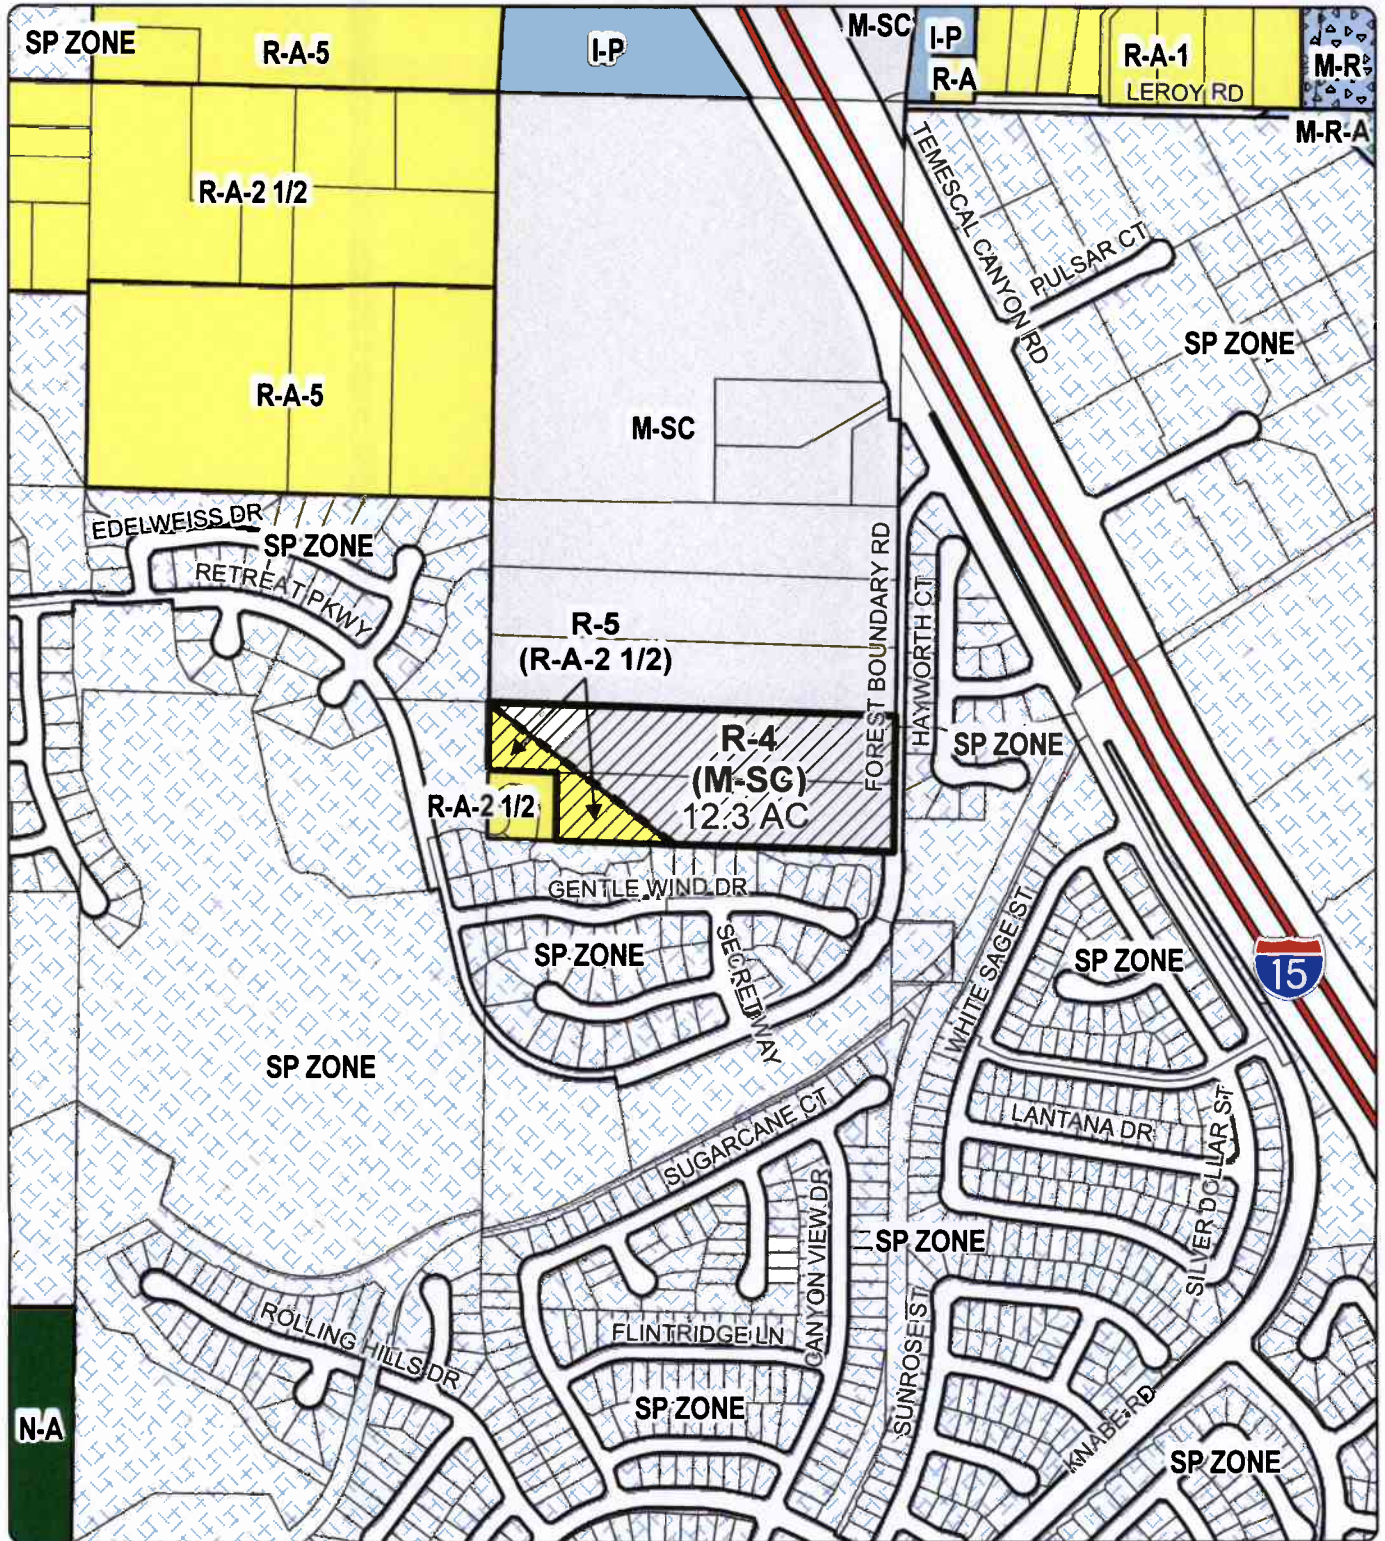 SP ZONE
R-A-5
I-P
M-SC
I-P
R-A
R-A-1
LEROY RD
M-R
M-R-A
R-A-2 1/2
TEMESCAL CANYON RD
PULSAR CT
SP ZONE
R-A-5
M-SC
EDELWEISS DR
SP ZONE
RETREAT PKWY
FOREST BOUNDARY RD
HAYWORTH CT
R-5
(R-A-2 1/2)
R-4
(M-SC)
12.3 AC
SP ZONE
R-A-2 1/2
GENTLE WIND DR
SECRET WAY
SP ZONE
WHITE SAGE ST
SP ZONE
15
SP ZONE
SUGARCANE CT
LANTANA DR
SILVER DOLLAR ST
CANYON VIEW DR
SP ZONE
SUNROSE ST
ROLLING HILLS DR
FLINTRIDGE LN
SP ZONE
KNABE RD
N-A
SP ZONE